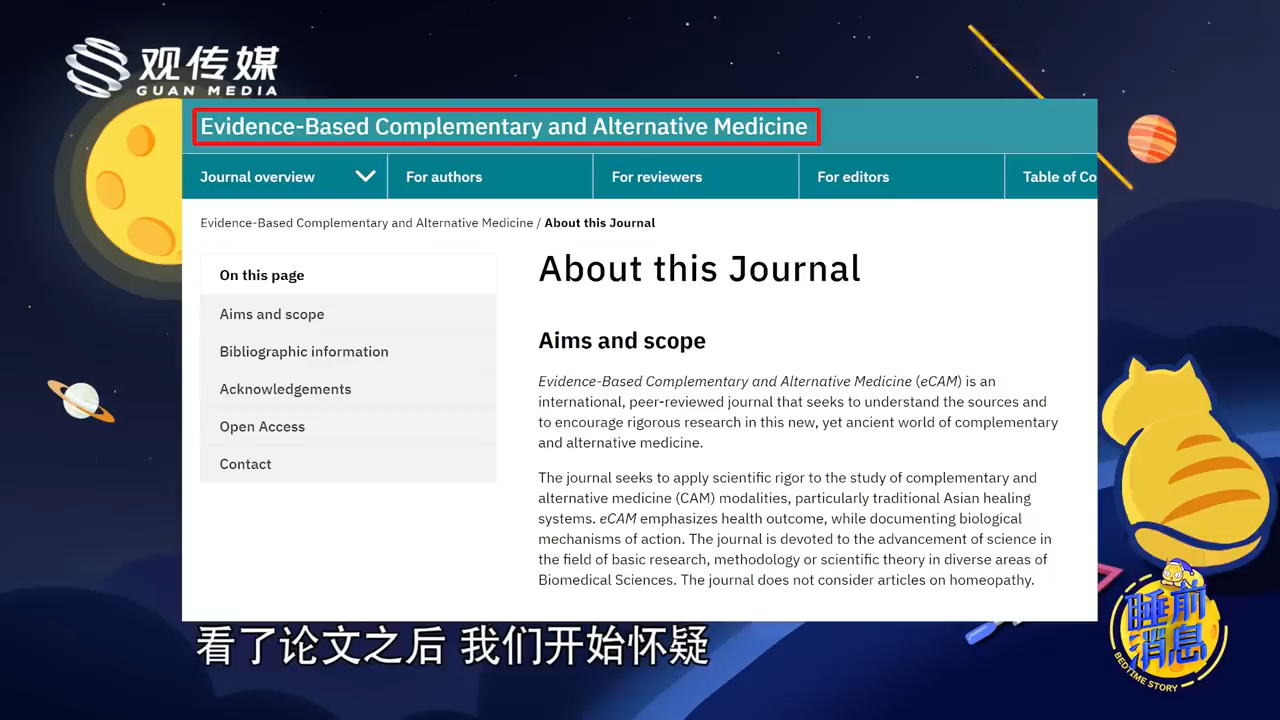 观传媒
GUAN MEDIA
Evidence-Based Complementary and Alternative Medicine
Journal overview
For authors
For reviewers
For editors
Table of Co
Evidence-Based Complementary and Alternative Medicine / About this Journal
On this page
Aims and scope
Bibliographic information
Acknowledgements
Open Access
Contact
About this Journal
Aims and scope
Evidence-Based Complementary and Alternative Medicine (eCAM) is an
international, peer-reviewed journal that seeks to understand the sources and
to encourage rigorous research in this new, yet ancient world of complementary
and alternative medicine.
The journal seeks to apply scientific rigor to the study of complementary and
alternative medicine (CAM) modalities, particularly traditional Asian healing
systems. eCAM emphasizes health outcome, while documenting biological
mechanisms of action. The journal is devoted to the advancement of science in
the field of basic research, methodology or scientific theory in diverse areas of
Biomedical Sciences. The journal does not consider articles on homeopathy.
看了论文之后 我们开始怀疑
睡前
消息
BEDTIME STORY